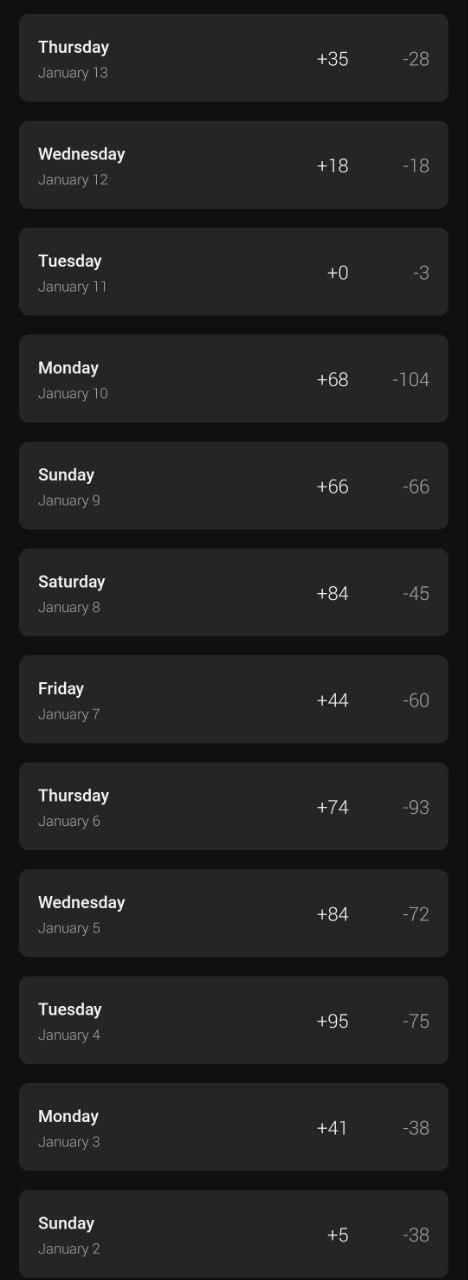 Thursday
January 13
+35 -28
Wednesday
January 12
+18 -18
Tuesday
January 11
+0 -3
Monday
January 10
+68 -104
Sunday
January 9
+66 -66
Saturday
January 8
+84 -45
Friday
January 7
+44 -60
Thursday
January 6
+74 -93
Wednesday
January 5
+84 -72
Tuesday
January 4
+95 -75
Monday
January 3
+41 -38
Sunday
January 2
+5 -38